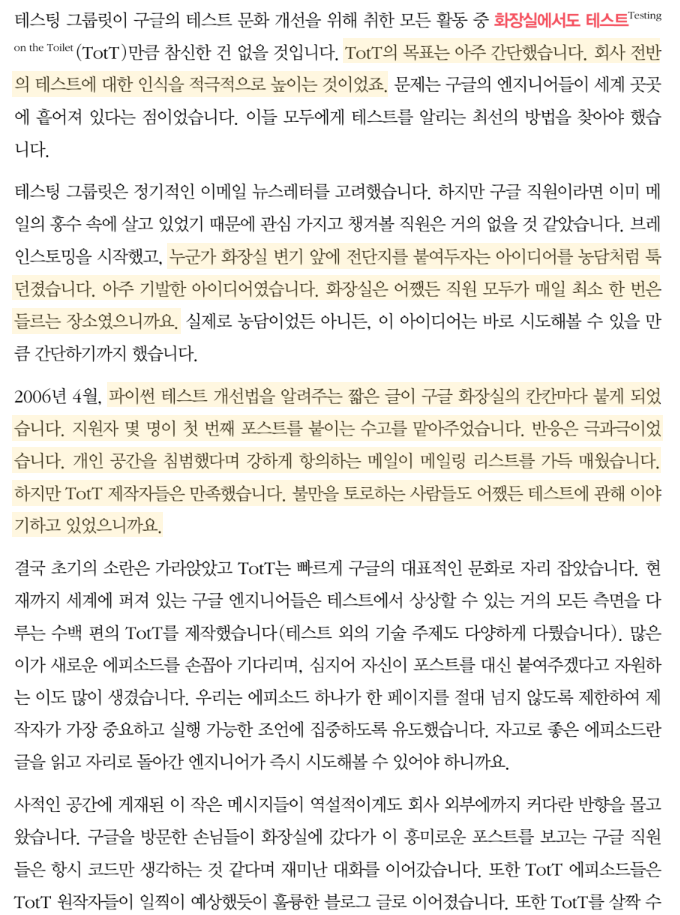 테스팅 그룹릿이 구글의 테스트 문화 개선을 위해 취한 모든 활동 중 화장실에서도 테스트Testing
on the Toilet(TotT)만큼 참신한 건 없을 것입니다. TotT의 목표는 아주 간단했습니다. 회사 전반
의 테스트에 대한 인식을 적극적으로 높이는 것이었죠. 문제는 구글의 엔지니어들이 세계 곳곳
에 흩어져 있다는 점이었습니다. 이들 모두에게 테스트를 알리는 최선의 방법을 찾아야 했습
니다.
테스팅 그룹릿은 정기적인 이메일 뉴스레터를 고려했습니다. 하지만 구글 직원이라면 이미 메
일의 홍수 속에 살고 있었기 때문에 관심 가지고 챙겨볼 직원은 거의 없을 것 같았습니다. 브레
인스토밍을 시작했고, 누군가 화장실 변기 앞에 전단지를 붙여두자는 아이디어를 농담처럼 툭
던졌습니다. 아주 기발한 아이디어였습니다. 화장실은 어쨌든 직원 모두가 매일 최소 한 번은
들르는 장소였으니까요. 실제로 농담이었든 아니든, 이 아이디어는 바로 시도해볼 수 있을 만
큼 간단하기까지 했습니다.
2006년 4월, 파이썬 테스트 개선법을 알려주는 짧은 글이 구글 화장실의 칸칸마다 붙게 되었
습니다. 지원자 몇 명이 첫 번째 포스트를 붙이는 수고를 맡아주었습니다. 반응은 극과극이었
습니다. 개인 공간을 침범했다며 강하게 항의하는 메일이 메일링 리스트를 가득 매웠습니다.
하지만 TotT 제작자들은 만족했습니다. 불만을 토로하는 사람들도 어쨌든 테스트에 관해 이야
기하고 있었으니까요.
결국 초기의 소란은 가라앉았고 TotT는 빠르게 구글의 대표적인 문화로 자리 잡았습니다. 현
재까지 세계에 퍼져 있는 구글 엔지니어들은 테스트에서 상상할 수 있는 거의 모든 측면을 다
루는 수백 편의 TotT를 제작했습니다(테스트 외의 기술 주제도 다양하게 다뤘습니다). 많은
이가 새로운 에피소드를 손꼽아 기다리며, 심지어 자신이 포스트를 대신 붙여주겠다고 자원하
는 이도 많이 생겼습니다. 우리는 에피소드 하나가 한 페이지를 절대 넘지 않도록 제한하여 제
작자가 가장 중요하고 실행 가능한 조언에 집중하도록 유도했습니다. 자고로 좋은 에피소드란
글을 읽고 자리로 돌아간 엔지니어가 즉시 시도해볼 수 있어야 하니까요.
사적인 공간에 게재된 이 작은 메시지들이 역설적이게도 회사 외부에까지 커다란 반향을 몰고
왔습니다. 구글을 방문한 손님들이 화장실에 갔다가 이 흥미로운 포스트를 보고는 구글 직원
들은 항시 코드만 생각하는 것 같다며 재미난 대화를 이어갔습니다. 또한 TotT 에피소드들은
TotT 원작자들이 일찍이 예상했듯이 훌륭한 블로그 글로 이어졌습니다. 또한 TotT를 살짝 수